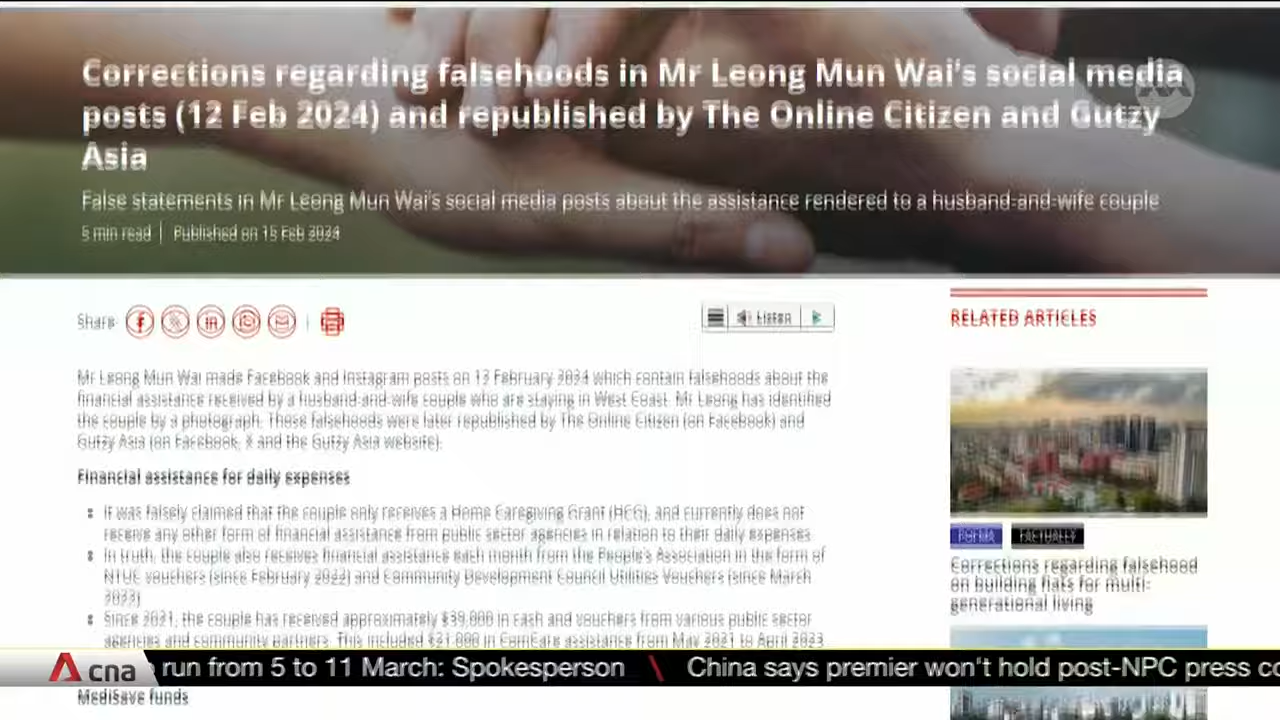 Corrections regarding falsehoods in Mr Leong Mun Wai's social media
posts (12 Feb 2024) and republished by The Online Citizen and Gutzy
Asia
False statements in Mr Leong Mun Wai's social media posts about the assistance rendered to a husband-and-wife couple
5 min read | Published on 15 Feb 2024
Share:
Listen
RELATED ARTICLES
Mr Leong Mun Wai made Facebook and Instagram posts on 12 February 2024 which contain falsehoods about the
financial assistance received by a husband-and-wife couple who are staying in West Coast. Mr Leong has identified
the couple by a photograph. Those falsehoods were later republished by The Online Citizen (on Facebook) and
Gutzy Asia (on Facebook, X and the Gutzy Asia website).
Financial assistance for daily expenses
It was falsely claimed that the couple only receives a Home Caregiving Grant (HCG), and currently does not
receive any other form of financial assistance from public sector agencies in relation to their daily expenses.
In truth, the couple also receives financial assistance each month from the People's Association in the form of
NTUC vouchers (since February 2022) and Community Development Council Utilities Vouchers (since March
2023)
Since 2021, the couple has received approximately $39,000 in cash and vouchers from various public sector
agencies and community partners. This included $21,000 in ComCare assistance from May 2021 to April 2023
MediSave funds
POFMA
FACTUALLY
Corrections regarding falsehood
on building flats for multi-
generational living
cna
run from 5 to 11 March: Spokesperson \ China says premier won't hold post-NPC press co